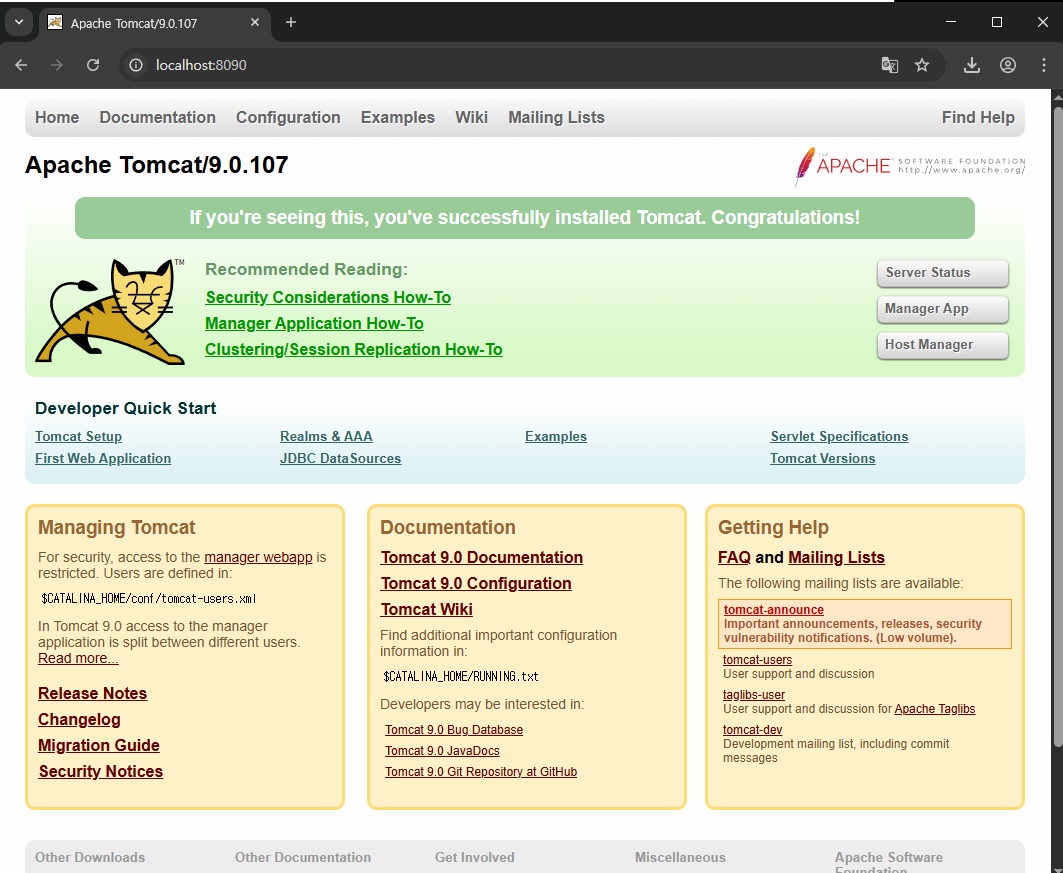 Apache Tomcat/9.0.107
localhost:8090
Home Documentation Configuration Examples Wiki Mailing Lists Find Help
Apache Tomcat/9.0.107
THE APACHE SOFTWARE FOUNDATION
http://www.apache.org/
If you're seeing this, you've successfully installed Tomcat. Congratulations!
TM
Recommended Reading:
Security Considerations How-To
Manager Application How-To
Clustering/Session Replication How-To
Server Status
Manager App
Host Manager
Developer Quick Start
Tomcat Setup
First Web Application
Realms & AAA
JDBC DataSources
Examples
Servlet Specifications
Tomcat Versions
Managing Tomcat
For security, access to the manager webapp is
restricted. Users are defined in:
$CATALINA_HOME/conf/tomcat-users.xml
In Tomcat 9.0 access to the manager
application is split between different users.
Read more...
Release Notes
Changelog
Migration Guide
Security Notices
Documentation
Tomcat 9.0 Documentation
Tomcat 9.0 Configuration
Tomcat Wiki
Find additional important configuration
information in:
$CATALINA_HOME/RUNNING.txt
Developers may be interested in:
Tomcat 9.0 Bug Database
Tomcat 9.0 JavaDocs
Tomcat 9.0 Git Repository at GitHub
Getting Help
FAQ and Mailing Lists
The following mailing lists are available:
tomcat-announce
Important announcements, releases, security
vulnerability notifications. (Low volume).
tomcat-users
User support and discussion
taglibs-user
User support and discussion for Apache Taglibs
tomcat-dev
Development mailing list, including commit
messages
Other Downloads
Other Documentation
Get Involved
Miscellaneous
Apache Software
Foundation